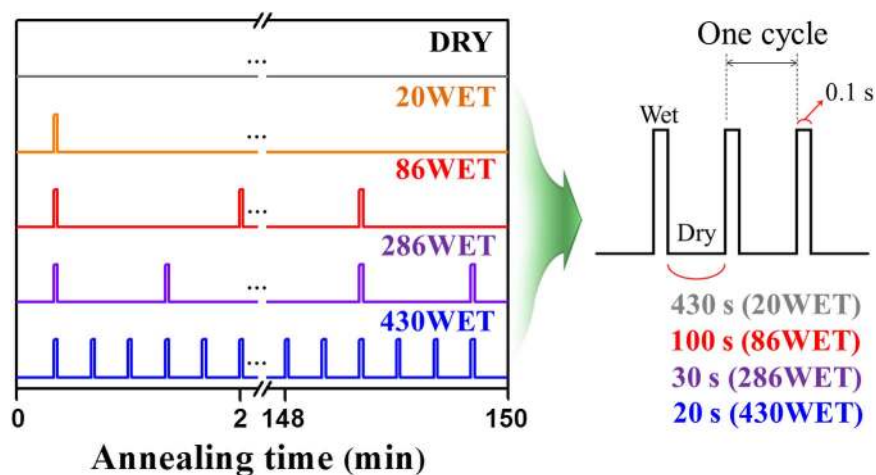 DRY
...
20WET
...
86WET
...
286WET
...
430WET
...
0
2
148
150
Annealing time (min)
One cycle
0.1 s
Wet
Dry
430 s (20WET)
100 s (86WET)
30 s (286WET)
20 s (430WET)